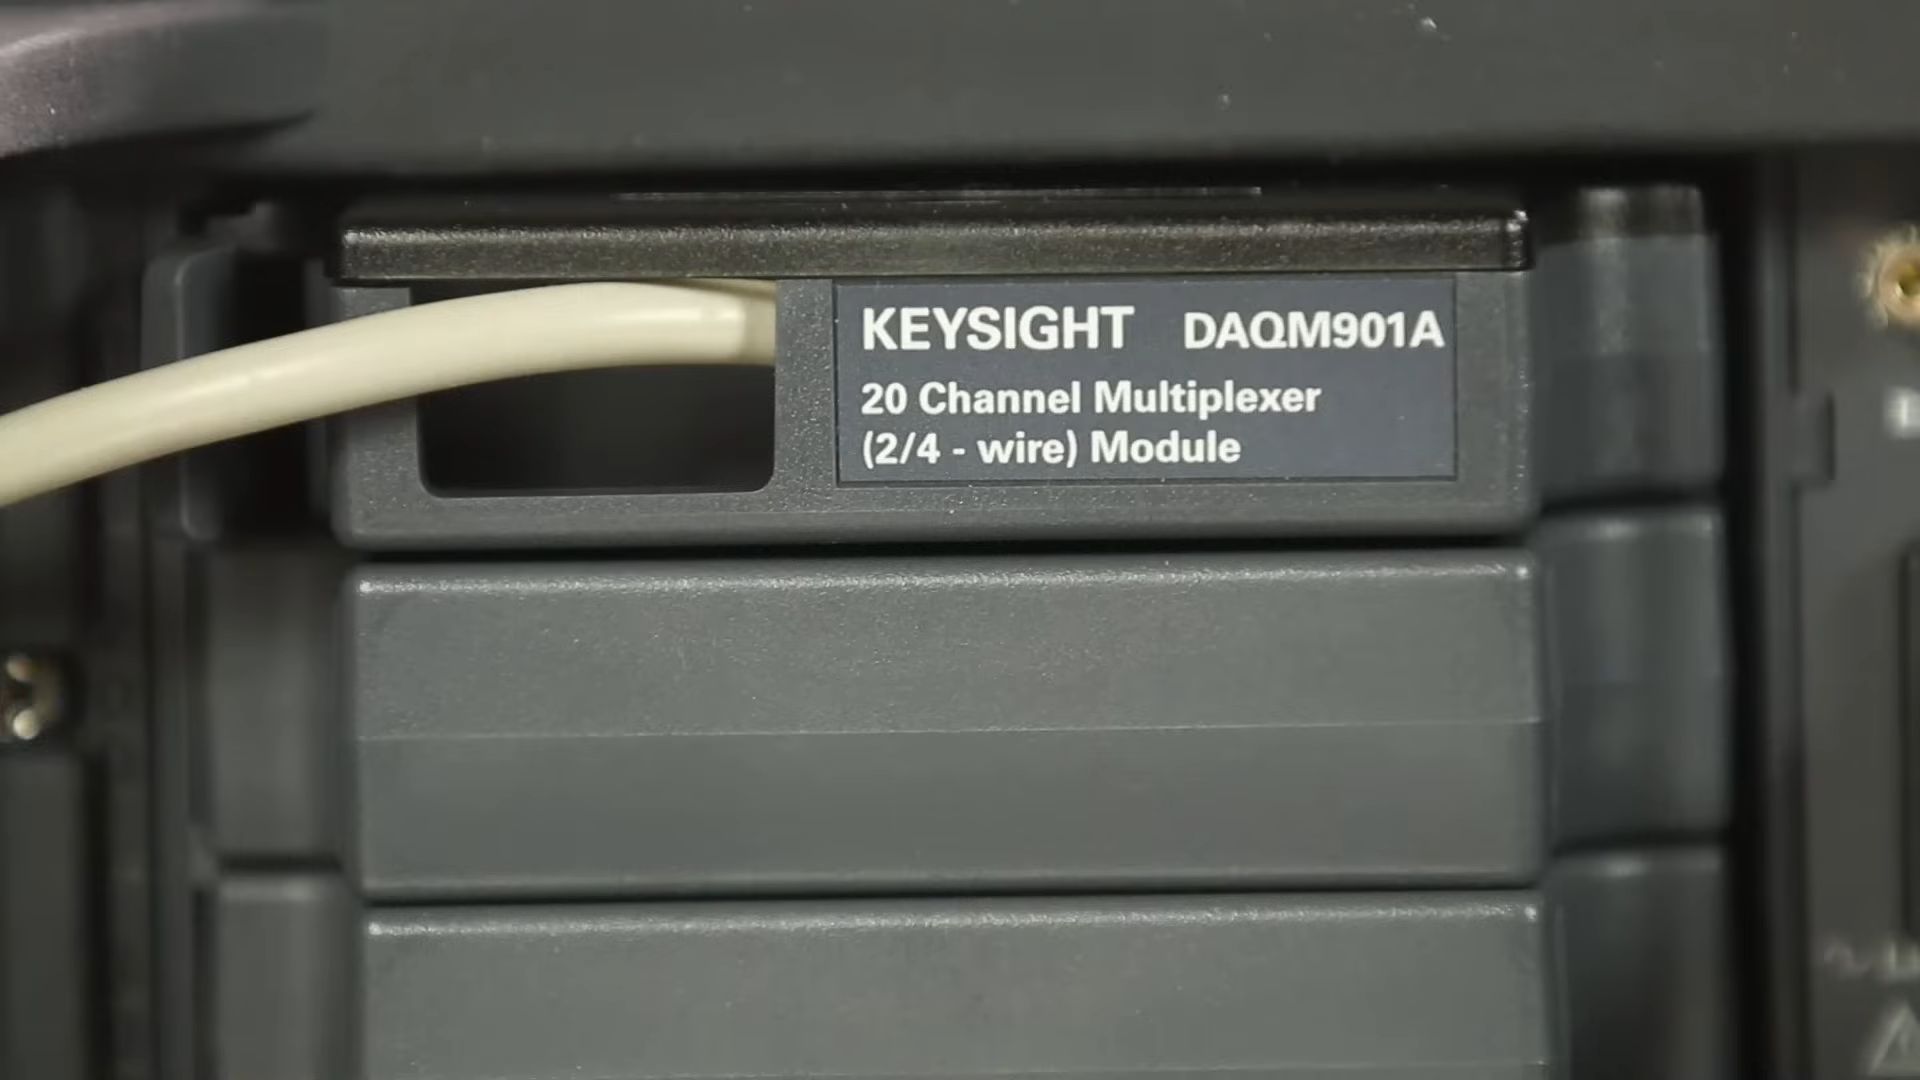 KEYSIGHT DAQM901A
20 Channel Multiplexer
(2/4 - wire) Module